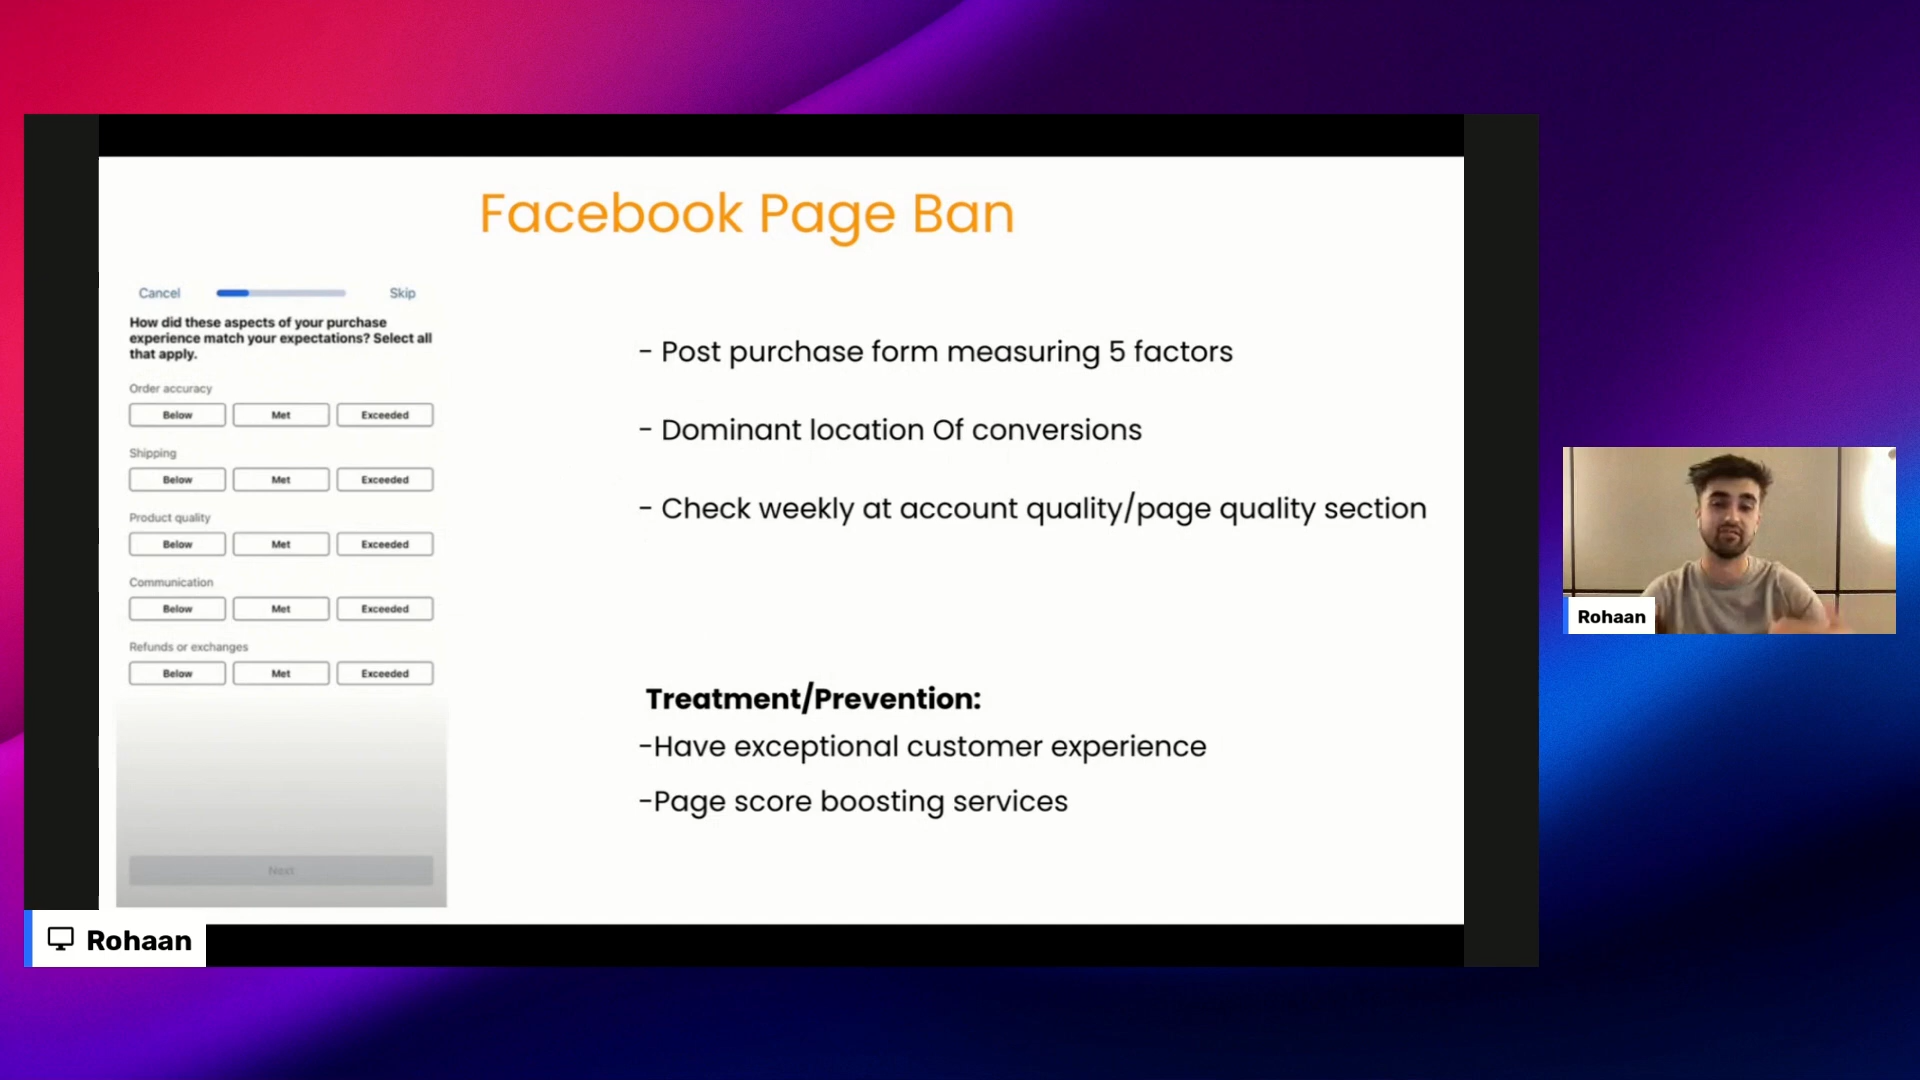 Facebook Page Ban
Cancel
Skip
How did these aspects of your purchase
experience match your expectations? Select all
that apply.
Order accuracy
Below Met Exceeded
Shipping
Below Met Exceeded
Product quality
Below Met Exceeded
Communication
Below Met Exceeded
Refunds or exchanges
Below Met Exceeded
Next
- Post purchase form measuring 5 factors
- Dominant location Of conversions
- Check weekly at account quality/page quality section
Treatment/Prevention:
-Have exceptional customer experience
-Page score boosting services
Rohaan
Rohaan